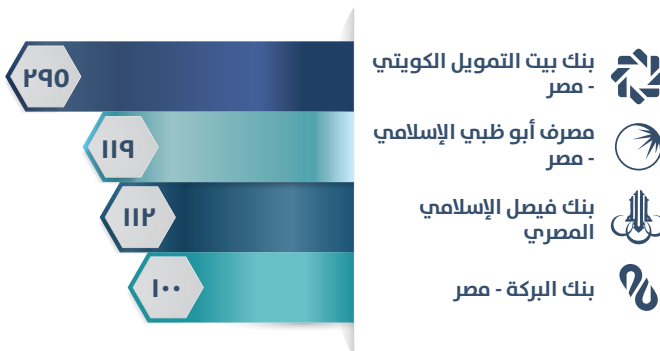 بنك بيت التمويل الكويتي
- مصر
٢٩٥
مصرف أبو ظبي الإسلامي
- مصر
١١٩
بنك فيصل الإسلامي
المصري
١١٢
بنك البركة - مصر
١٠٠